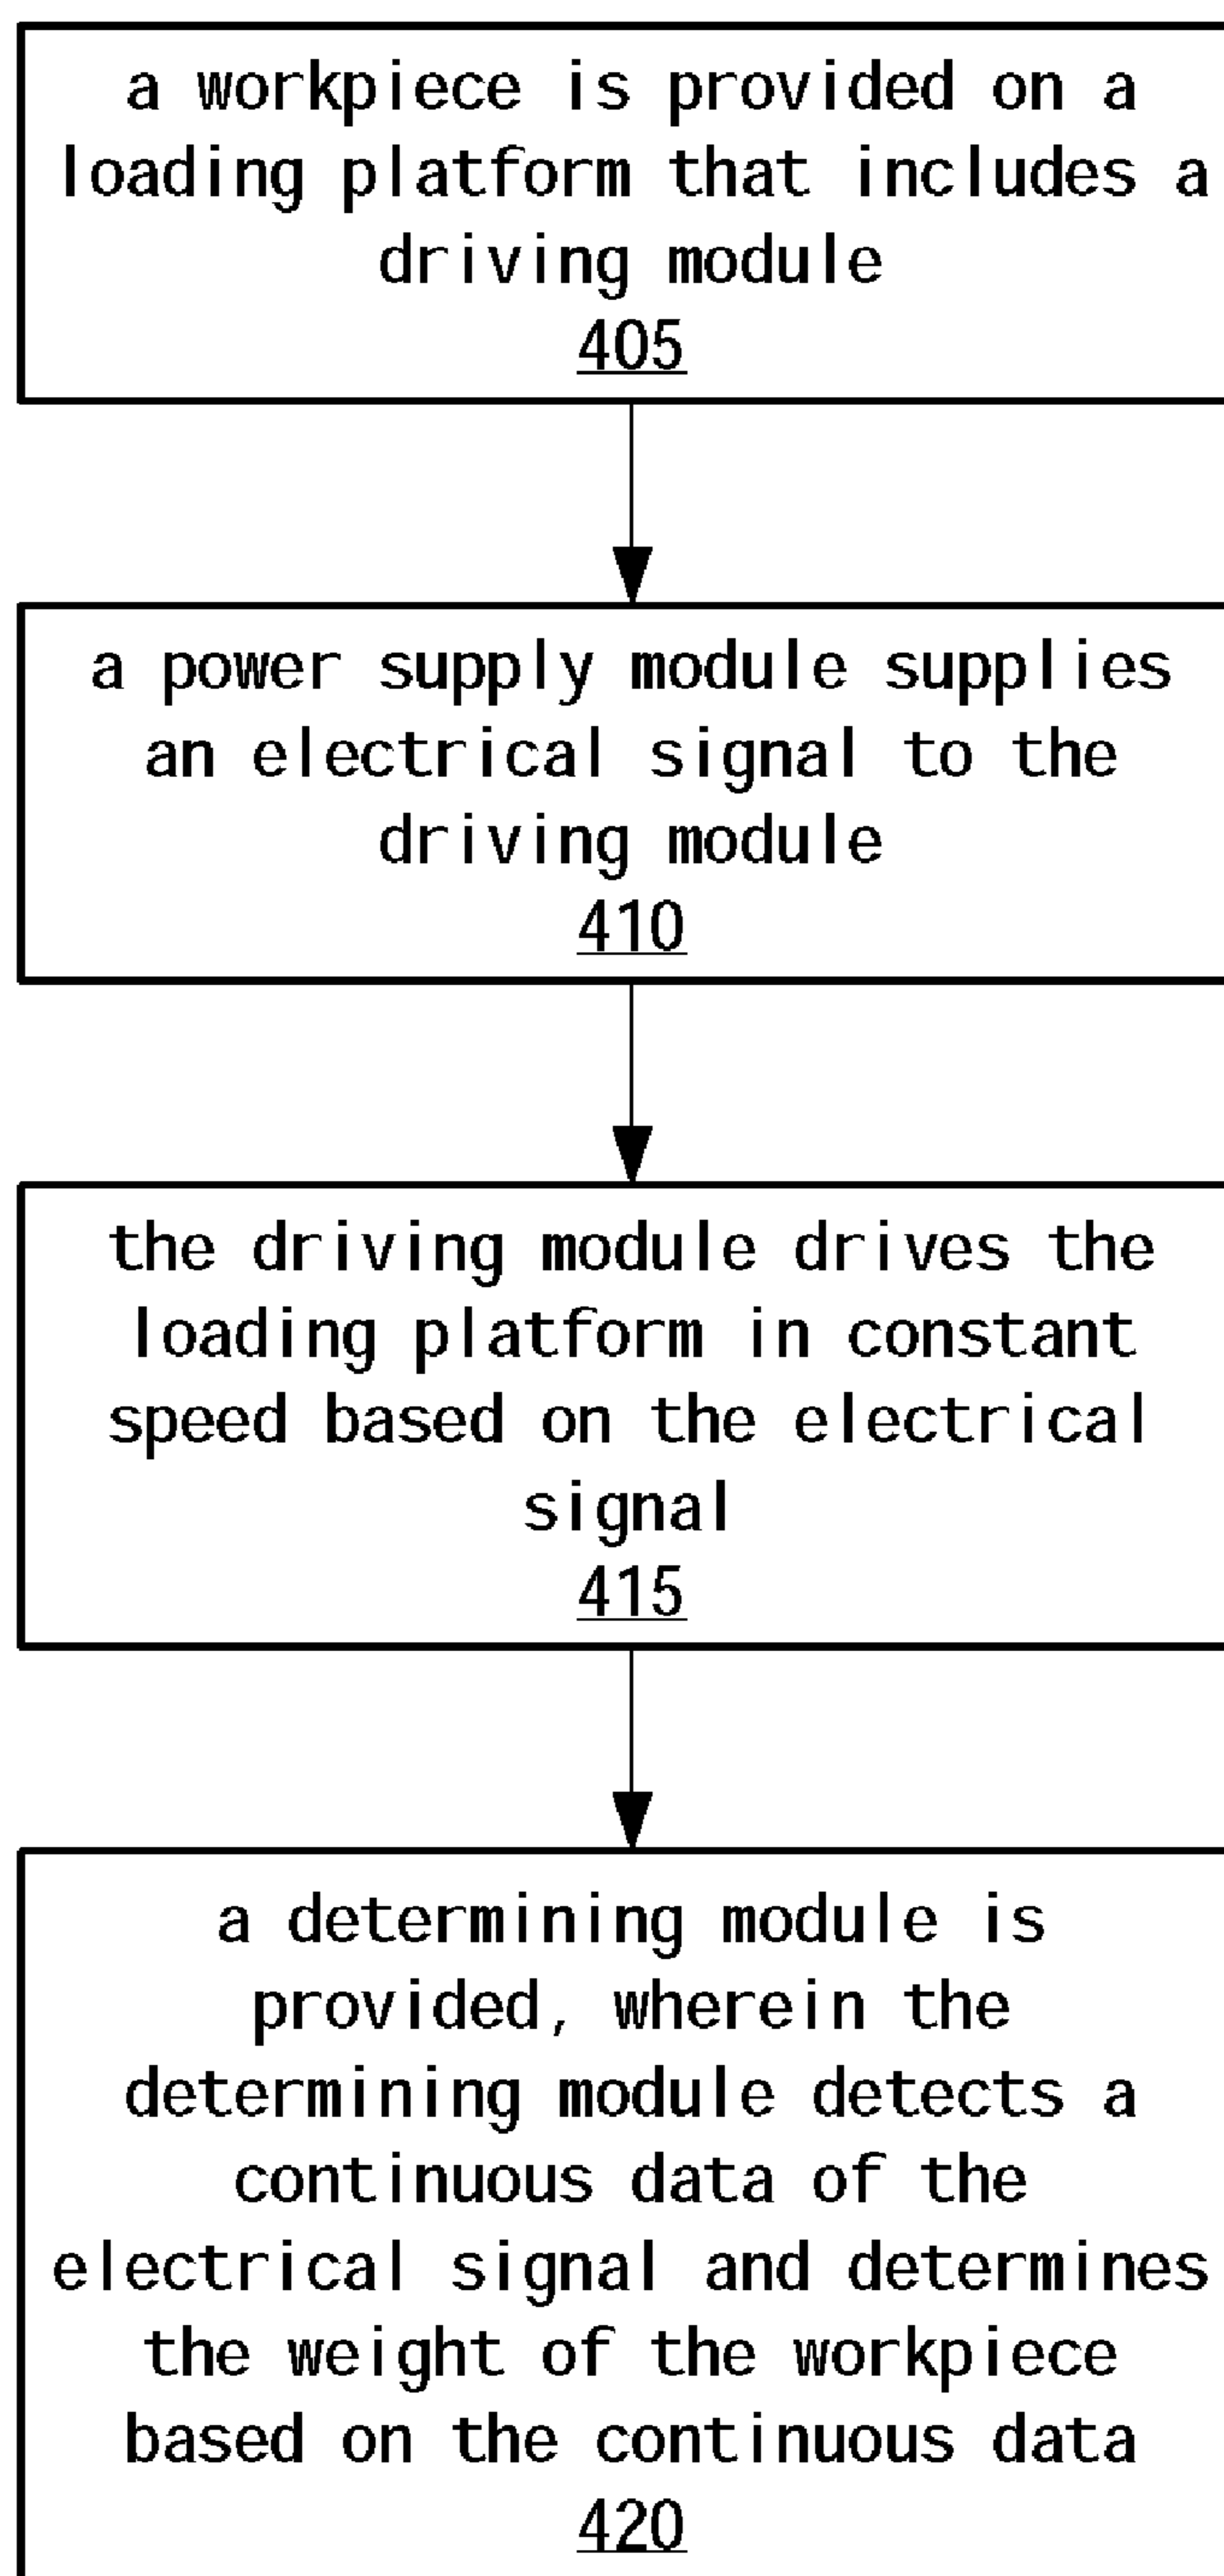 a workpiece is provided on a
loading platform that includes a
driving module
405
a power supply module supplies
an electrical signal to the
driving module
410
the driving module drives the
loading platform in constant
speed based on the electrical
signal
415
a determining module is
provided, wherein the
determining module detects a
continuous data of the
electrical signal and determines
the weight of the workpiece
based on the continuous data
420